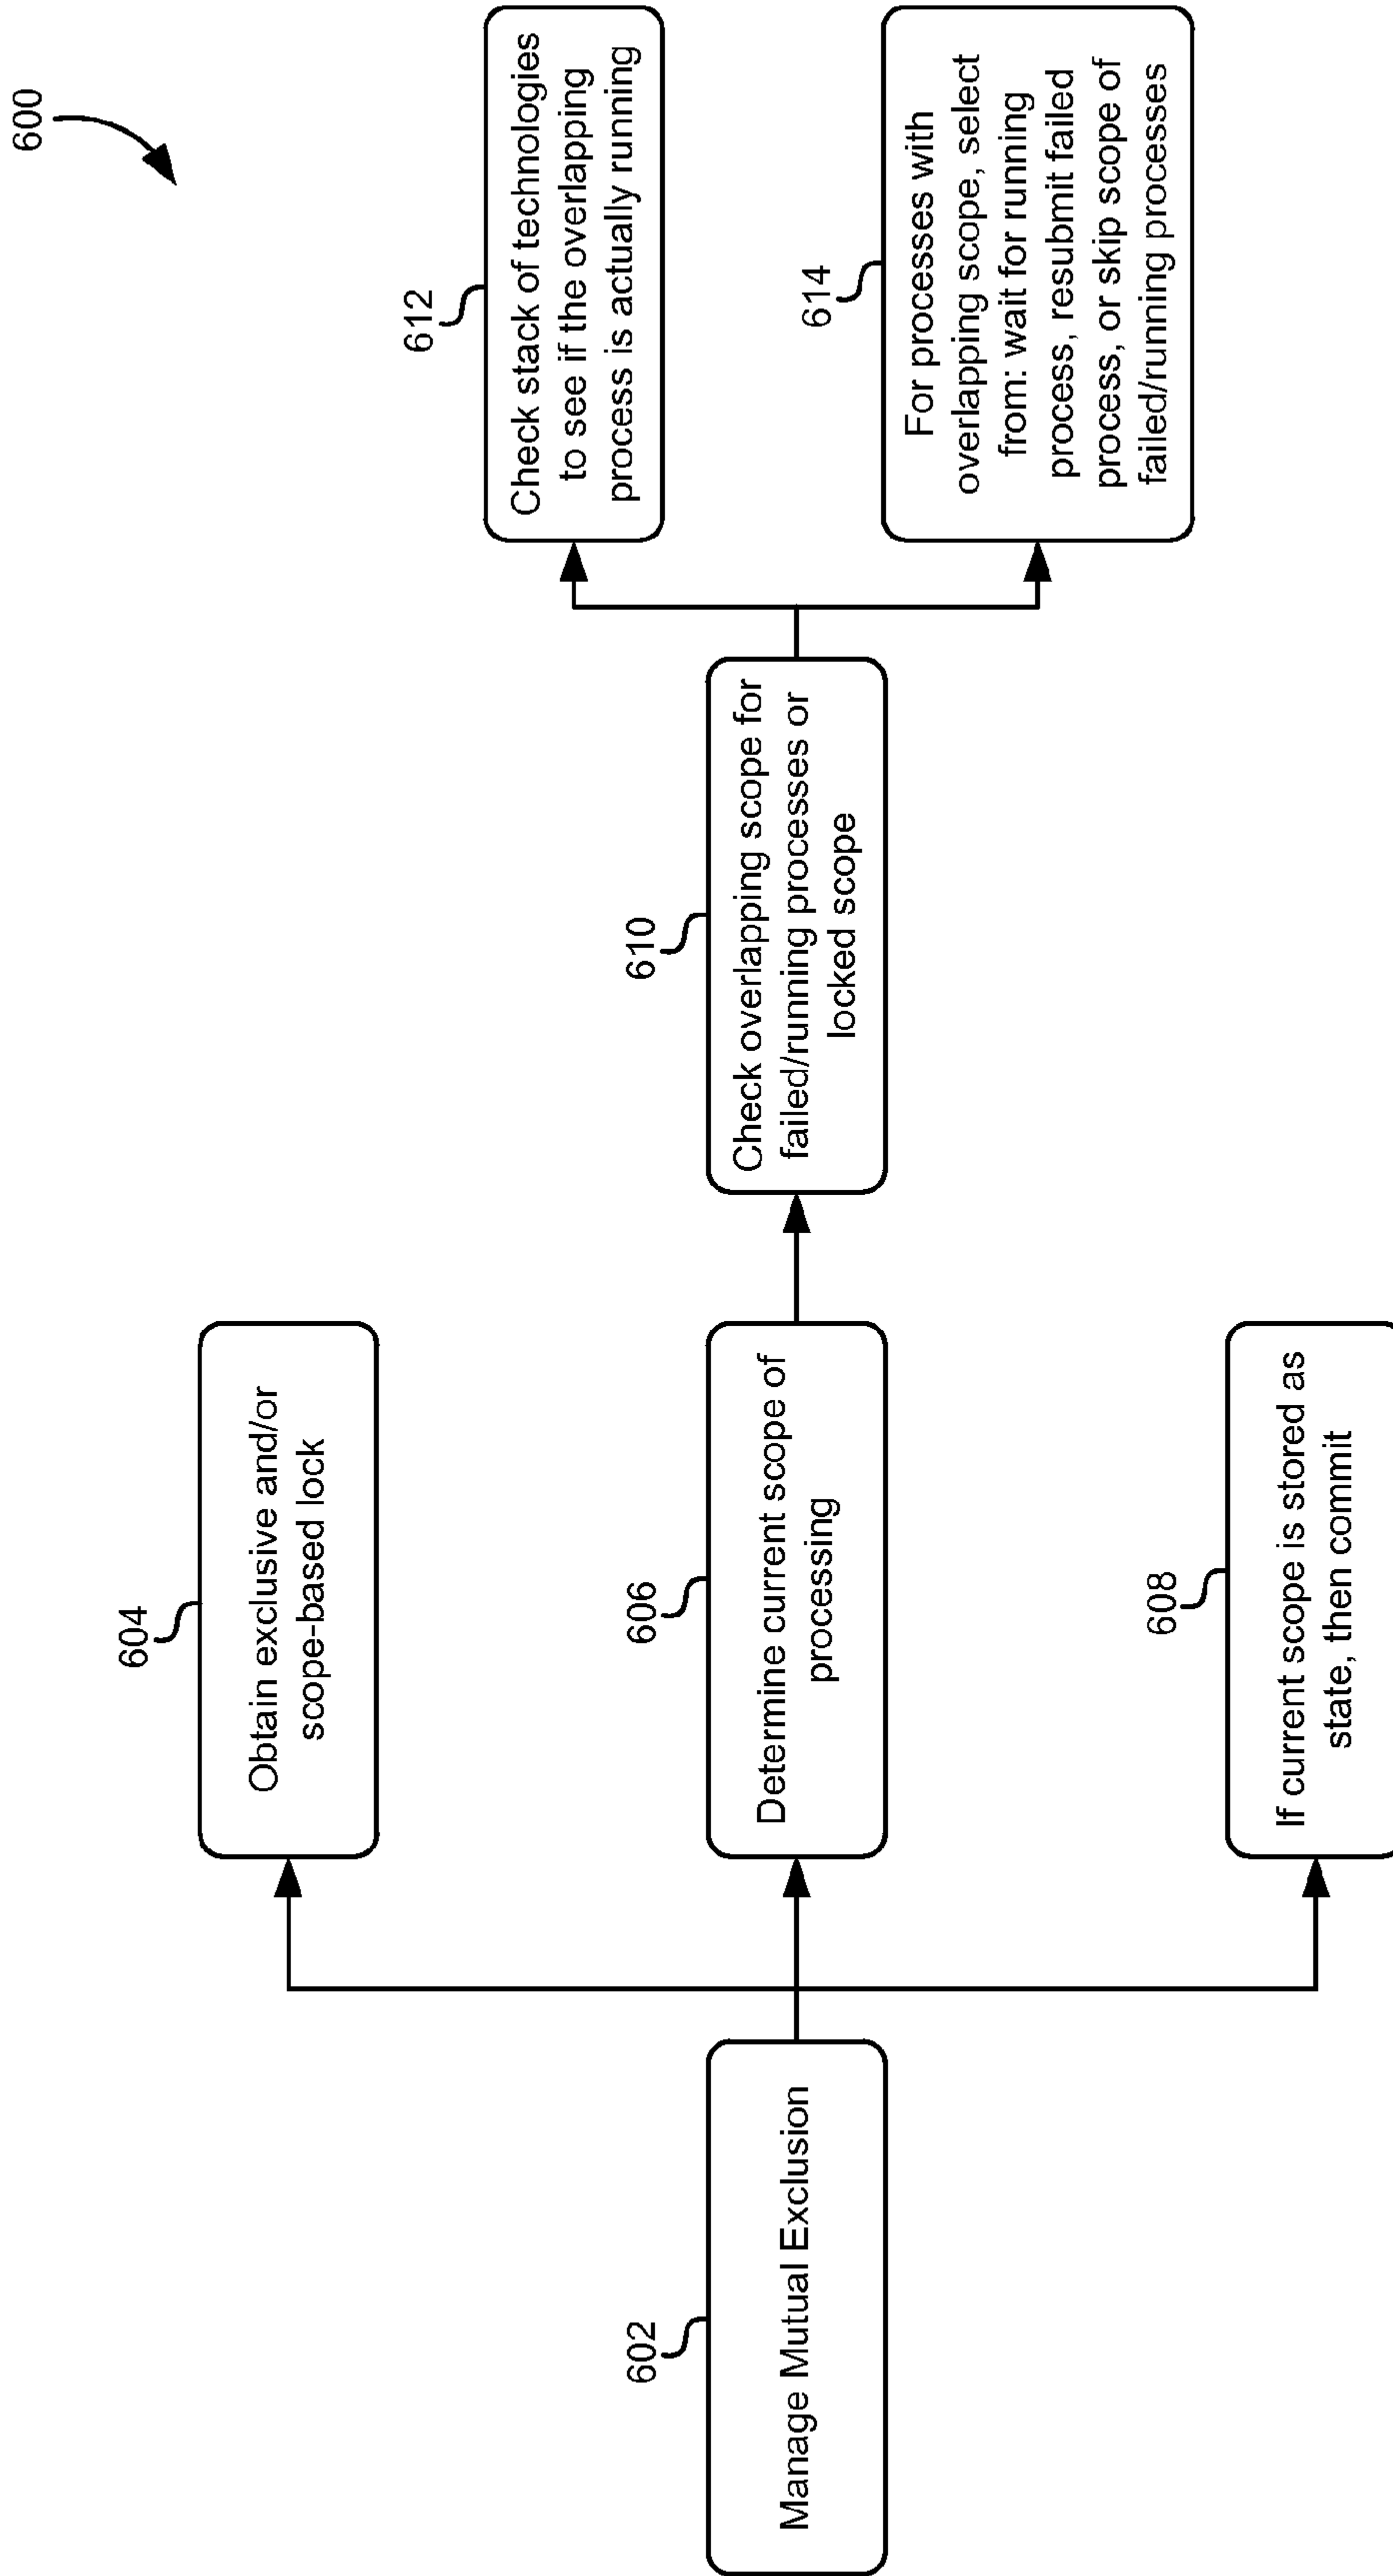 600
602
Manage Mutual Exclusion
604
Obtain exclusive and/or
scope-based lock
606
Determine current scope of
processing
608
If current scope is stored as
state, then commit
610
Check overlapping scope for
failed/running processes or
locked scope
612
Check stack of technologies
to see if the overlapping
process is actually running
614
For processes with
overlapping scope, select
from: wait for running
process, resubmit failed
process, or skip scope of
failed/running processes